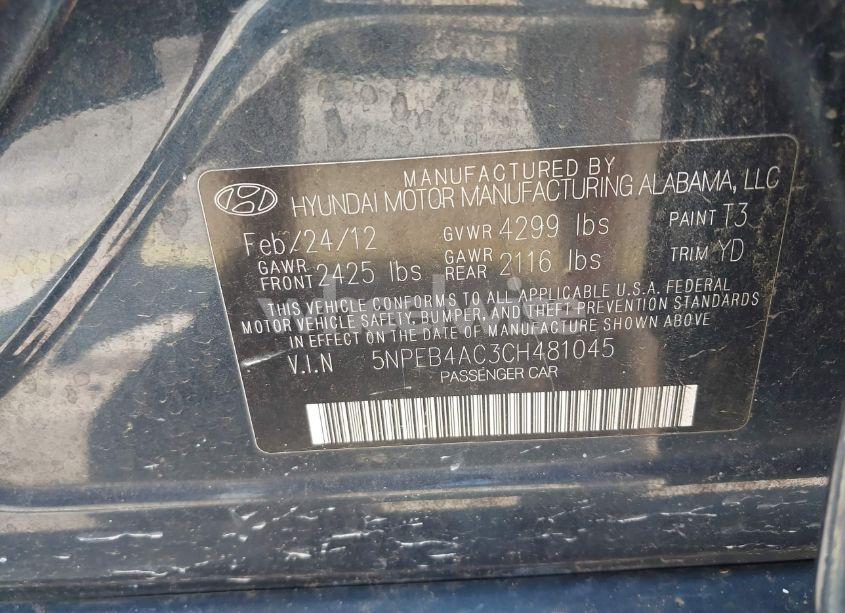 MANUFACTURED BY
HYUNDAI MOTOR MANUFACTURING ALABAMA, LLC
Feb/24/12 GVWR 4299 lbs PAINT T3
GAWR FRONT 2425 lbs GAWR REAR 2116 lbs TRIM YD
THIS VEHICLE CONFORMS TO ALL APPLICABLE U.S.A. FEDERAL
MOTOR VEHICLE SAFETY, BUMPER, AND THEFT PREVENTION STANDARDS
IN EFFECT ON THE DATE OF MANUFACTURE SHOWN ABOVE
V.I.N 5NPEB4AC3CH481045
PASSENGER CAR